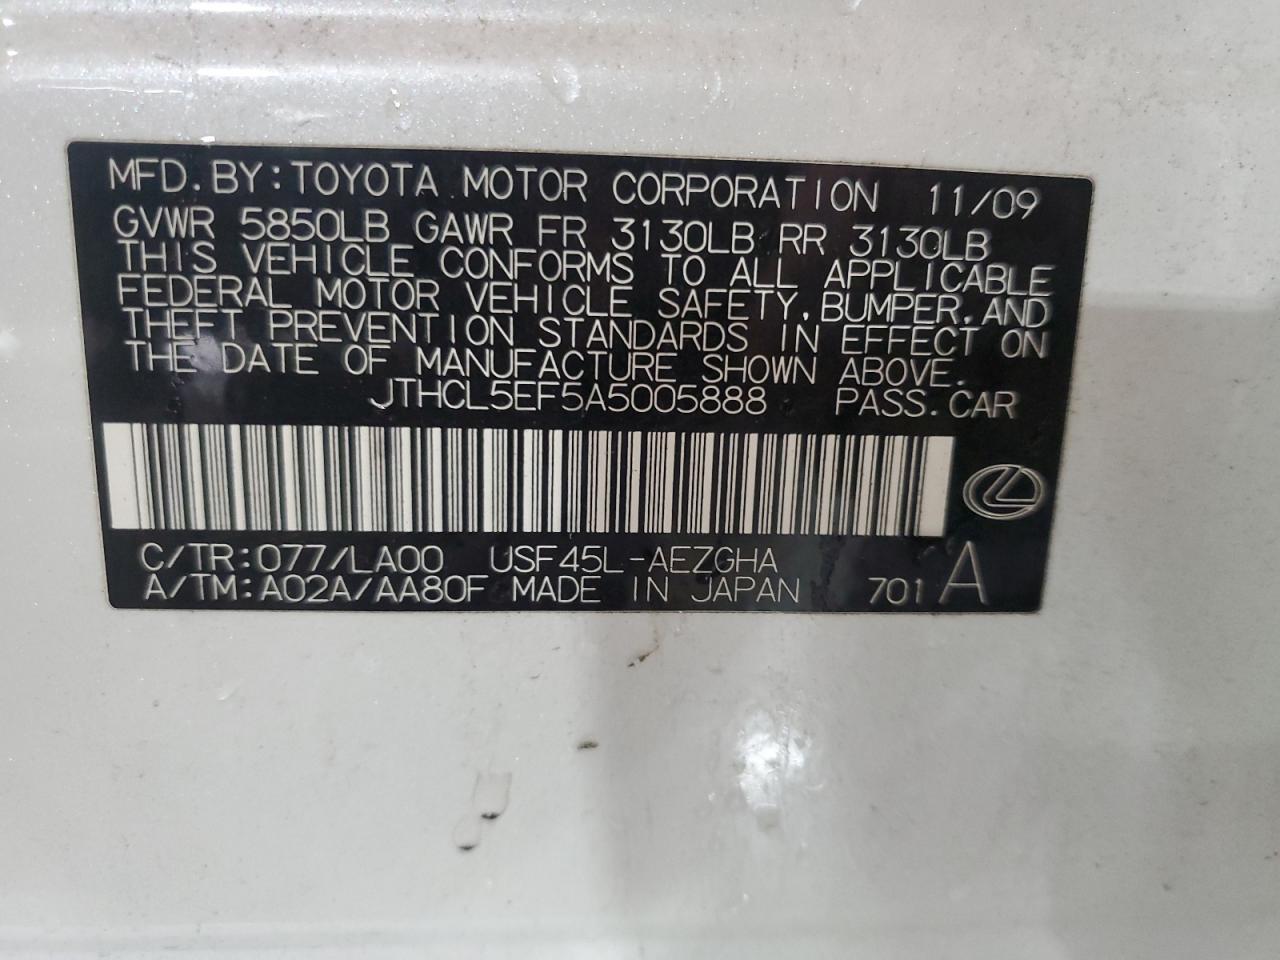 MFD. BY: TOYOTA MOTOR CORPORATION 11/09
GVWR 5850LB GAWR FR 3130LB RR 3130LB
THIS VEHICLE CONFORMS TO ALL APPLICABLE
FEDERAL MOTOR VEHICLE SAFETY, BUMPER, AND
THEFT PREVENTION STANDARDS IN EFFECT ON
THE DATE OF MANUFACTURE SHOWN ABOVE.
JTHCL5EF5A5005888 PASS. CAR
C/TR: 077/LA00 USF45L-AEZGHA
A/TM: A02A/AA80F MADE IN JAPAN 701 A